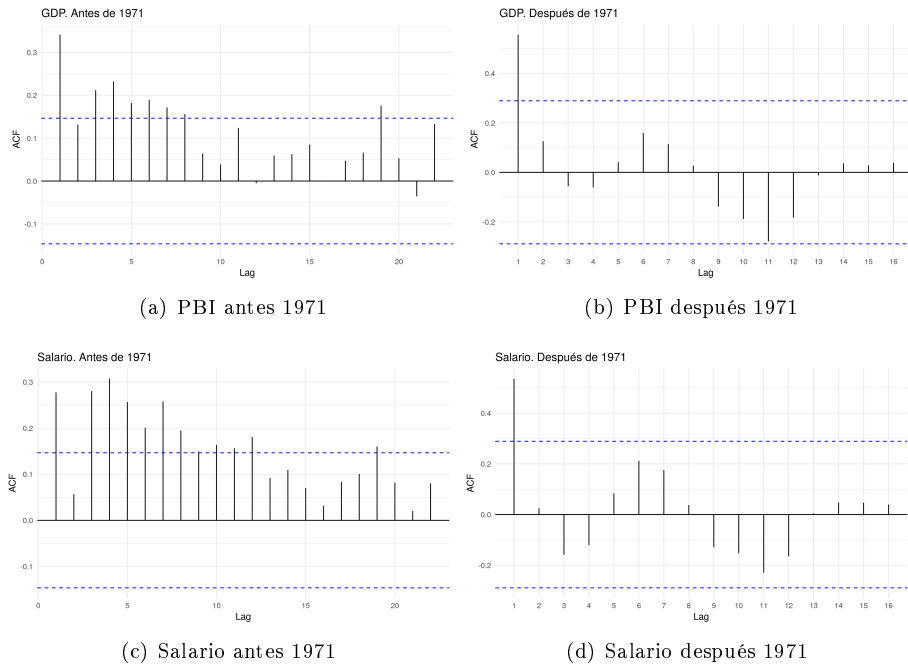 GDP. Antes de 1971
0.3
0.2
0.1
0.0
-0.1
ACF
0 5 10 15 20
Lag
(a) PBI antes 1971
GDP. Después de 1971
0.4
0.2
0.0
-0.2
ACF
1 2 3 4 5 6 7 8 9 10 11 12 13 14 15 16
Lag
(b) PBI después 1971
Salario. Antes de 1971
0.3
0.2
0.1
0.0
-0.1
ACF
0 5 10 15 20
Lag
(c) Salario antes 1971
Salario. Después de 1971
0.4
0.2
0.0
-0.2
ACF
1 2 3 4 5 6 7 8 9 10 11 12 13 14 15 16
Lag
(d) Salario después 1971